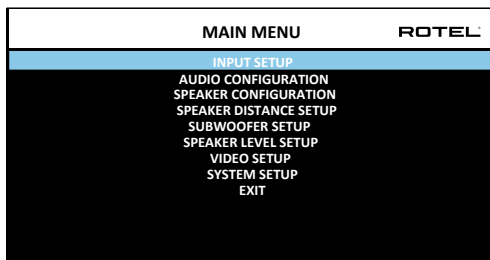 MAIN MENU ROTEL
INPUT SETUP
AUDIO CONFIGURATION
SPEAKER CONFIGURATION
SPEAKER DISTANCE SETUP
SUBWOOFER SETUP
SPEAKER LEVEL SETUP
VIDEO SETUP
SYSTEM SETUP
EXIT